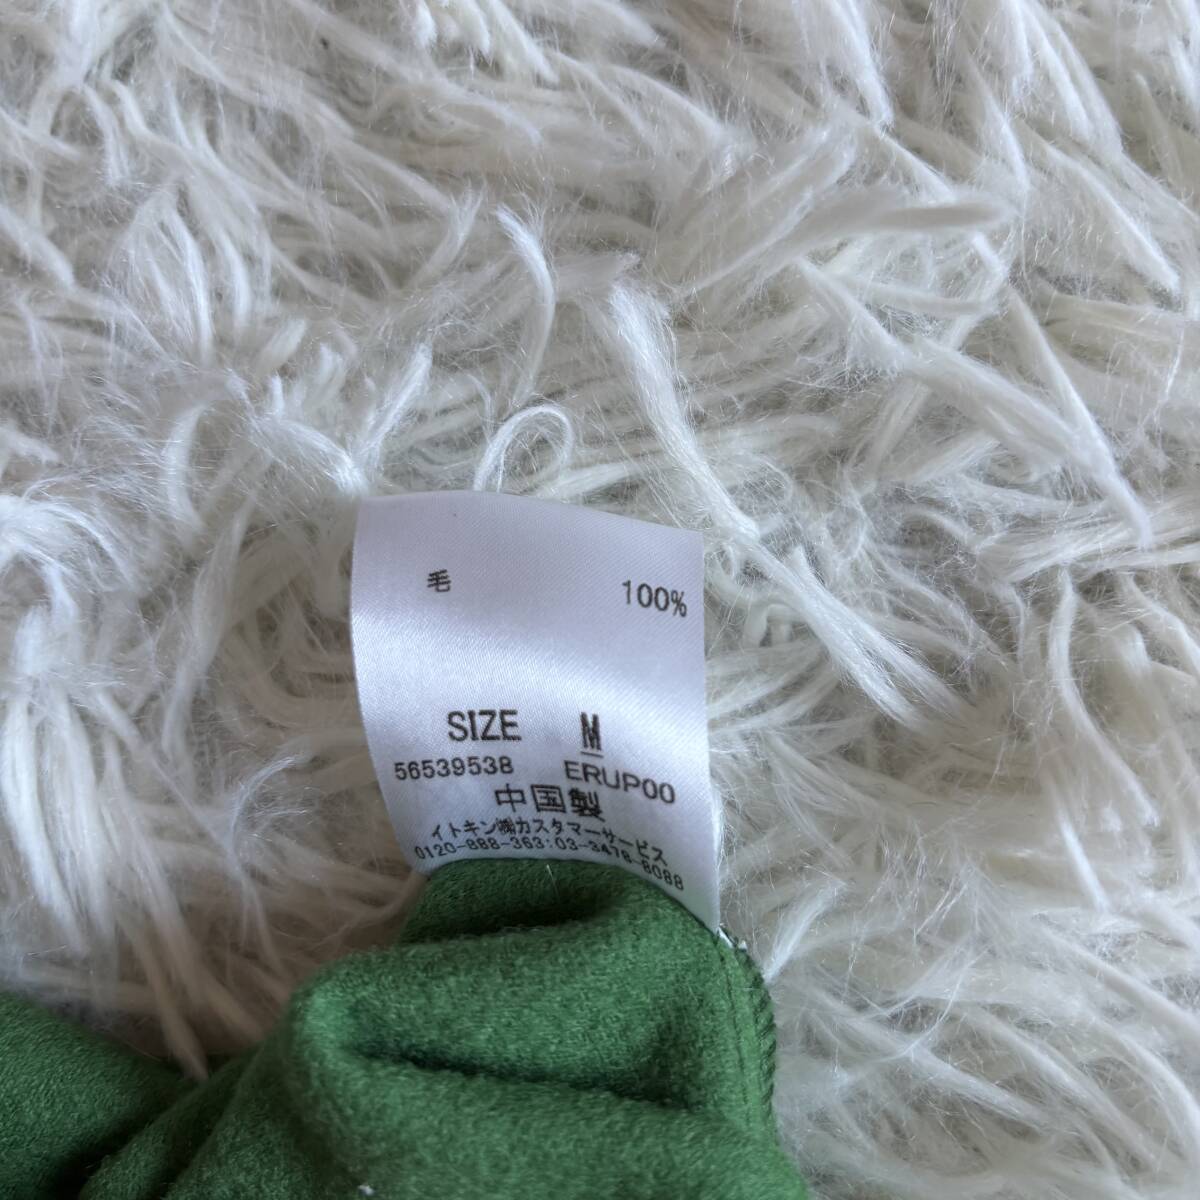 毛 100%
SIZE M
56539538 ERUP00
中国製
イトキン㈱カスタマーサービス
0120-888-363:03-3478-8088